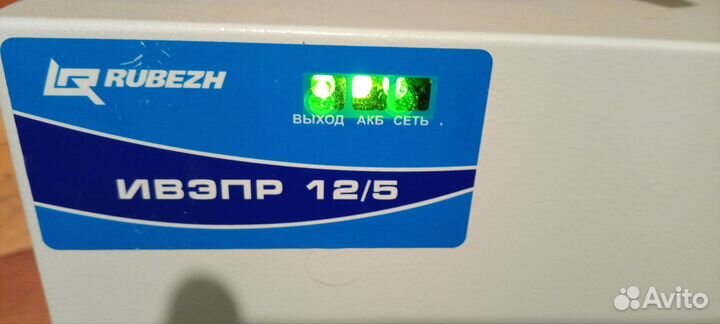 RUBEZH
ВЫХОД АКБ СЕТЬ
ИВЭПР 12/5
Avito